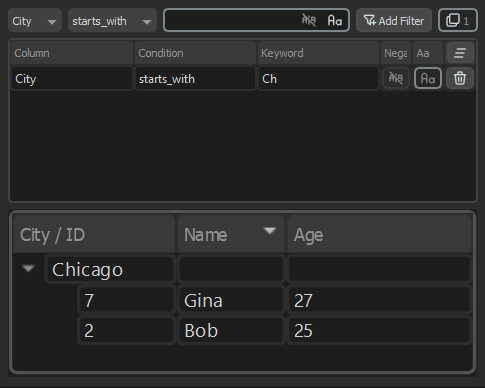 City starts_with Aa Add Filter 1
Column Condition Keyword Nega Aa
City starts_with Ch Aa
City / ID Name Age
Chicago
7 Gina 27
2 Bob 25